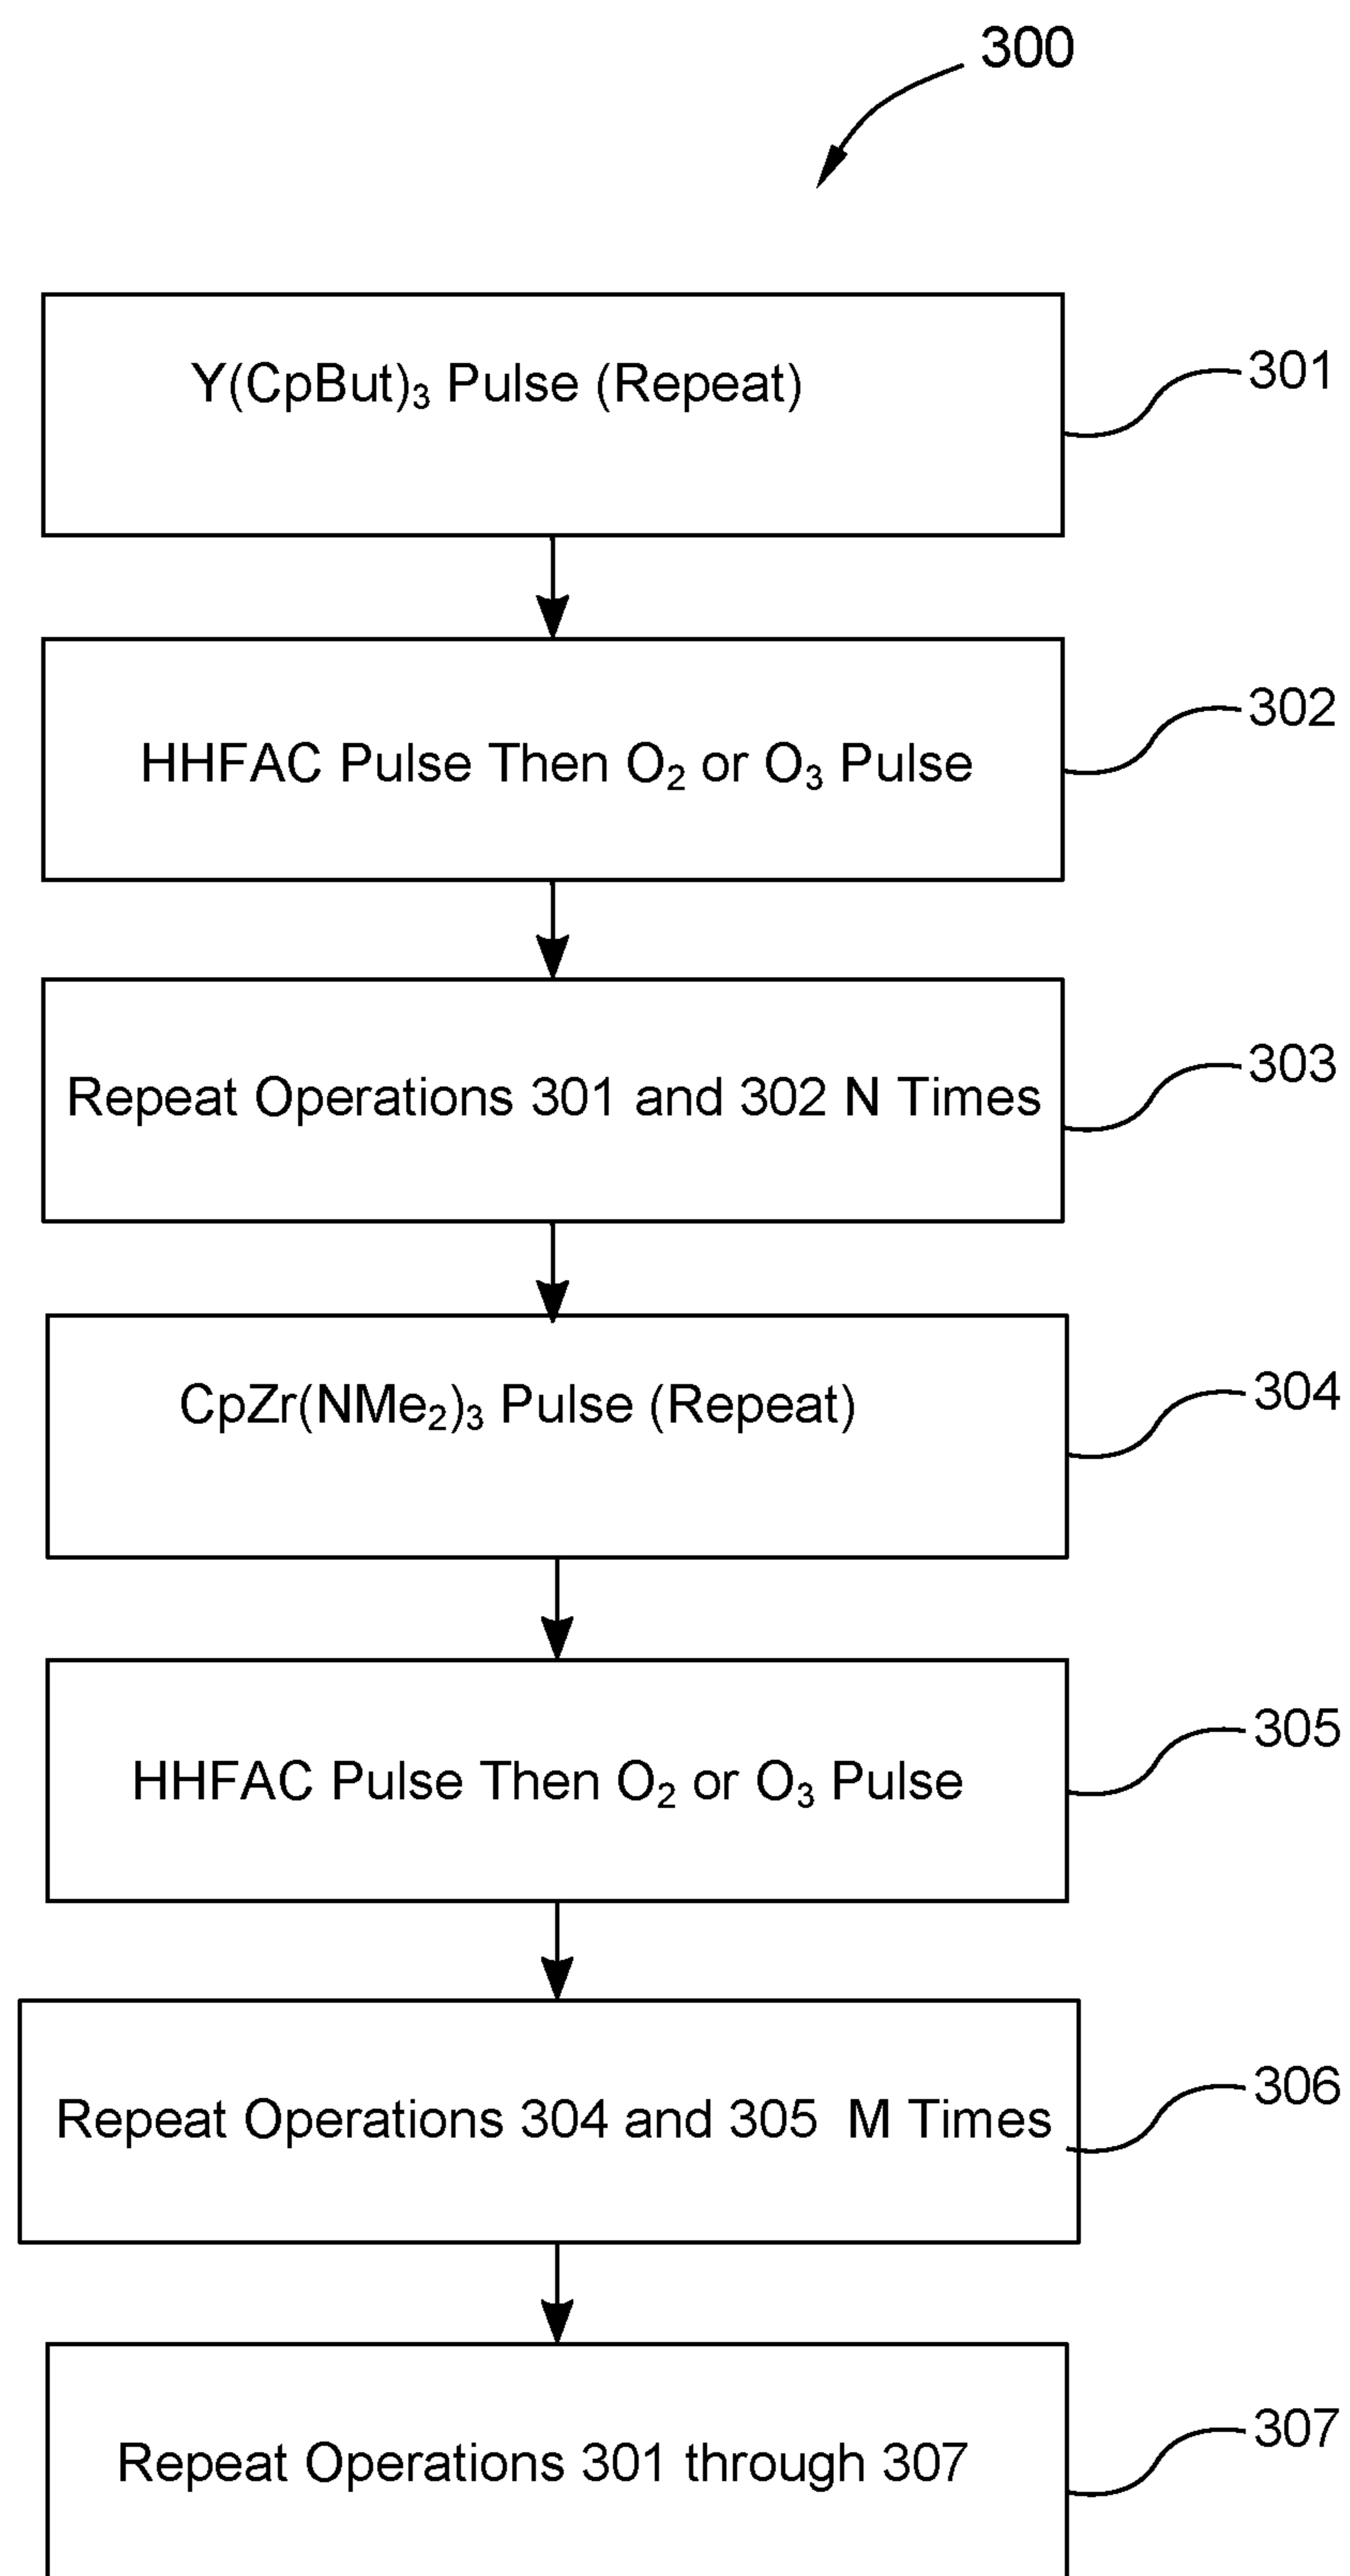 300
Y(CpBut)₃ Pulse (Repeat)
301
HHFAC Pulse Then O₂ or O₃ Pulse
302
Repeat Operations 301 and 302 N Times
303
CpZr(NMe₂)₃ Pulse (Repeat)
304
HHFAC Pulse Then O₂ or O₃ Pulse
305
Repeat Operations 304 and 305 M Times
306
Repeat Operations 301 through 307
307